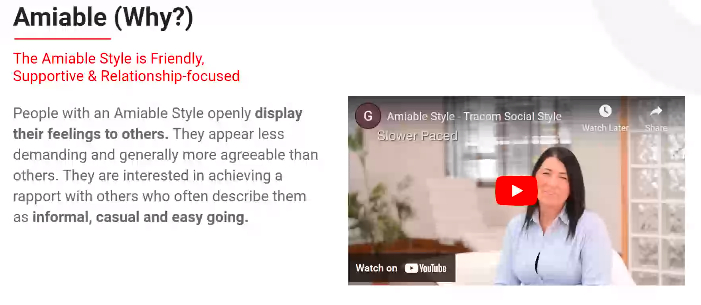 Amiable (Why?)
The Amiable Style is Friendly,
Supportive & Relationship-focused
People with an Amiable Style openly display
their feelings to others. They appear less
demanding and generally more agreeable than
others. They are interested in achieving a
rapport with others who often describe them
as informal, casual and easy going.
G
Amiable Style - Tracom Social Style
Watch Later
Share
Slower Paced
Watch on YouTube